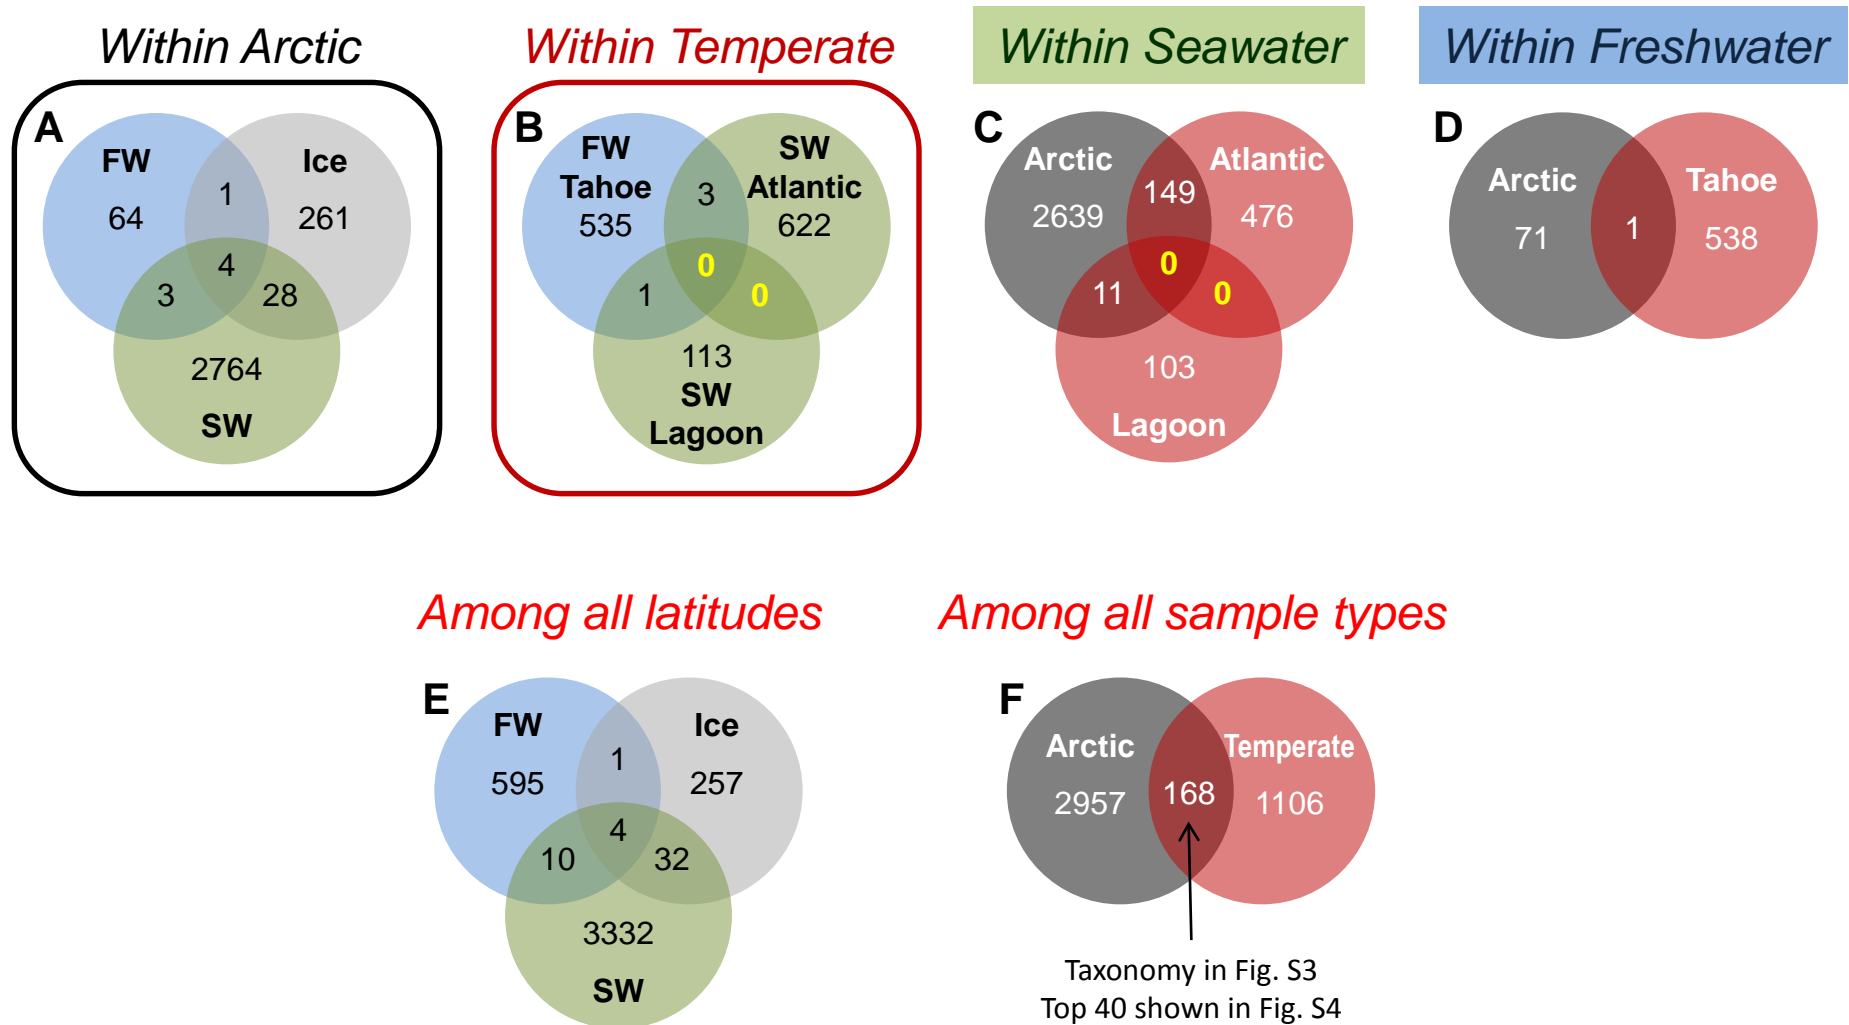 Within Arctic
Within Temperate
Within Seawater
Within Freshwater
A
FW
64
1
Ice
261
4
3
28
2764
SW
B
FW
Tahoe
535
3
SW
Atlantic
622
0
1
0
113
SW
Lagoon
C
Arctic
2639
149
Atlantic
476
0
11
0
103
Lagoon
D
Arctic
71
1
Tahoe
538
Among all latitudes
Among all sample types
E
FW
595
1
Ice
257
4
10
32
3332
SW
F
Arctic
2957
168
Temperate
1106
Taxonomy in Fig. S3
Top 40 shown in Fig. S4